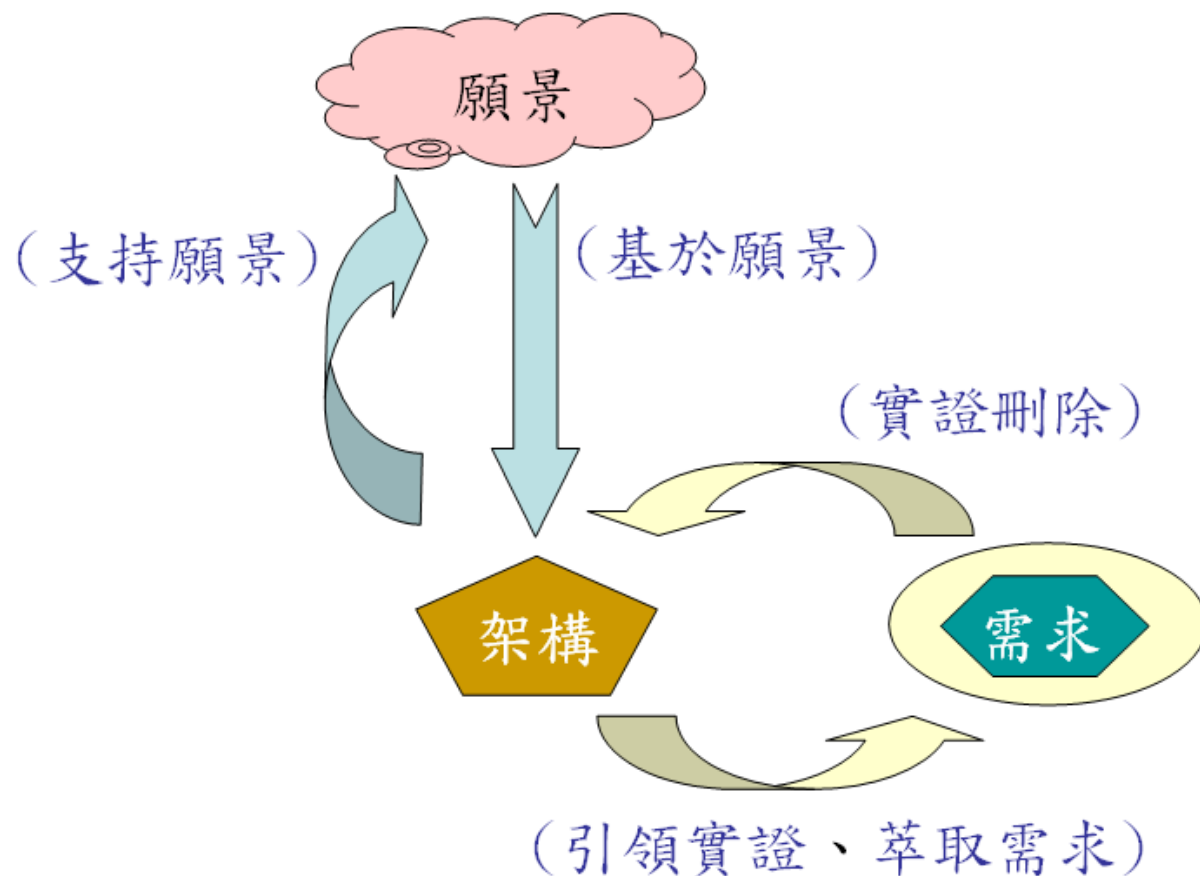 願景
（支持願景）
（基於願景）
（實證刪除）
架構
需求
（引領實證、萃取需求）